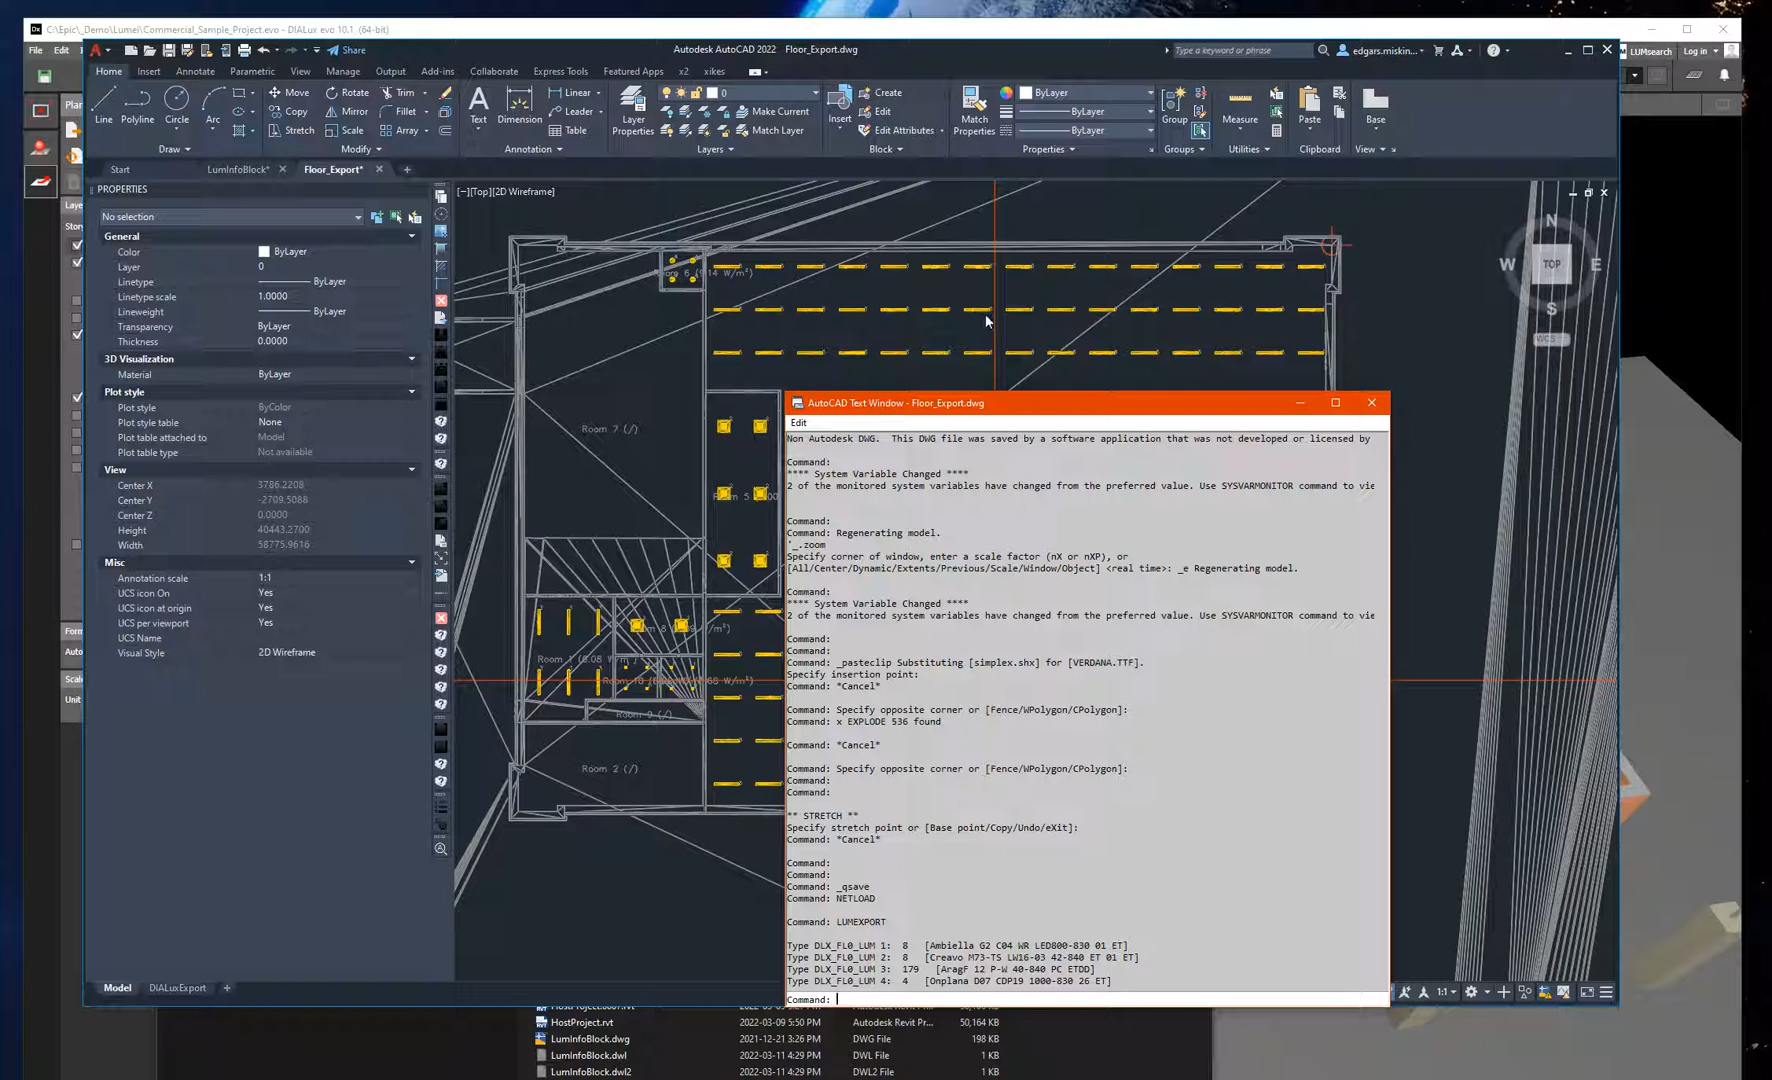 C:\Epic\_Demo\Lumei\Commercial_Sample_Project.evo - DIALux evo 10.1 (64-bit)
File Edit
LUMsearch Log in
Share
Autodesk AutoCAD 2022 Floor_Export.dwg
Type a keyword or phrase
edgars.miskin...
Home Insert Annotate Parametric View Manage Output Add-ins Collaborate Express Tools Featured Apps x2 xikes
Line Polyline Circle Arc
Move Rotate Trim
Copy Mirror Fillet
Stretch Scale Array
Text Dimension
Linear
Leader
Table
Layer Properties
0
Make Current
Match Layer
Insert
Create
Edit
Edit Attributes
Match Properties
ByLayer
ByLayer
ByLayer
Group
Measure
Paste
Base
Draw Modify Annotation Layers Block Properties Groups Utilities Clipboard View
Start LumInfoBlock* Floor_Export*
PROPERTIES
No selection
General
Color ByLayer
Layer 0
Linetype ByLayer
Linetype scale 1.0000
Lineweight ByLayer
Transparency ByLayer
Thickness 0.0000
3D Visualization
Material ByLayer
Plot style
Plot style ByColor
Plot style table None
Plot table attached to Model
Plot table type Not available
View
Center X 3786.2208
Center Y -2709.5088
Center Z 0.0000
Height 40443.2700
Width 58775.9616
Misc
Annotation scale 1:1
UCS icon On Yes
UCS icon at origin Yes
UCS per viewport Yes
UCS Name
Visual Style 2D Wireframe
[−][Top][2D Wireframe]
N
W TOP E
S
WCS
Room 7 (/)
Room 9 (/)
Room 2 (/)
AutoCAD Text Window - Floor_Export.dwg
Edit
Non Autodesk DWG. This DWG file was saved by a software application that was not developed or licensed by
Command:
**** System Variable Changed ****
2 of the monitored system variables have changed from the preferred value. Use SYSVARMONITOR command to vie
Command:
Command: Regenerating model.
'_.zoom
Specify corner of window, enter a scale factor (nX or nXP), or
[All/Center/Dynamic/Extents/Previous/Scale/Window/Object] <real time>: _e Regenerating model.
Command:
**** System Variable Changed ****
2 of the monitored system variables have changed from the preferred value. Use SYSVARMONITOR command to vie
Command:
Command:
Command: _pasteclip Substituting [simplex.shx] for [VERDANA.TTF].
Specify insertion point:
Command: *Cancel*
Command: Specify opposite corner or [Fence/WPolygon/CPolygon]:
Command: x EXPLODE 536 found
Command: *Cancel*
Command: Specify opposite corner or [Fence/WPolygon/CPolygon]:
Command:
Command:
** STRETCH **
Specify stretch point or [Base point/Copy/Undo/eXit]:
Command: *Cancel*
Command:
Command:
Command: _qsave
Command: NETLOAD
Command: LUMEXPORT
Type DLX_FL0_LUM 1: 8 [Ambiella G2 C04 WR LED800-830 01 ET]
Type DLX_FL0_LUM 2: 8 [Creavo M73-TS LW16-03 42-840 ET 01 ET]
Type DLX_FL0_LUM 3: 179 [AragF 12 P-W 40-840 PC ETDD]
Type DLX_FL0_LUM 4: 4 [Onplana D07 CDP19 1000-830 26 ET]
Command:
Model DIALuxExport
1:1
HostProject.rvt 2022-03-09 5:50 PM Autodesk Revit Pr... 50,164 KB
LumInfoBlock.dwg 2021-12-21 3:26 PM DWG File 198 KB
LumInfoBlock.dwl 2022-03-11 4:29 PM DWL File 1 KB
LumInfoBlock.dwl2 2022-03-11 4:29 PM DWL2 File 1 KB